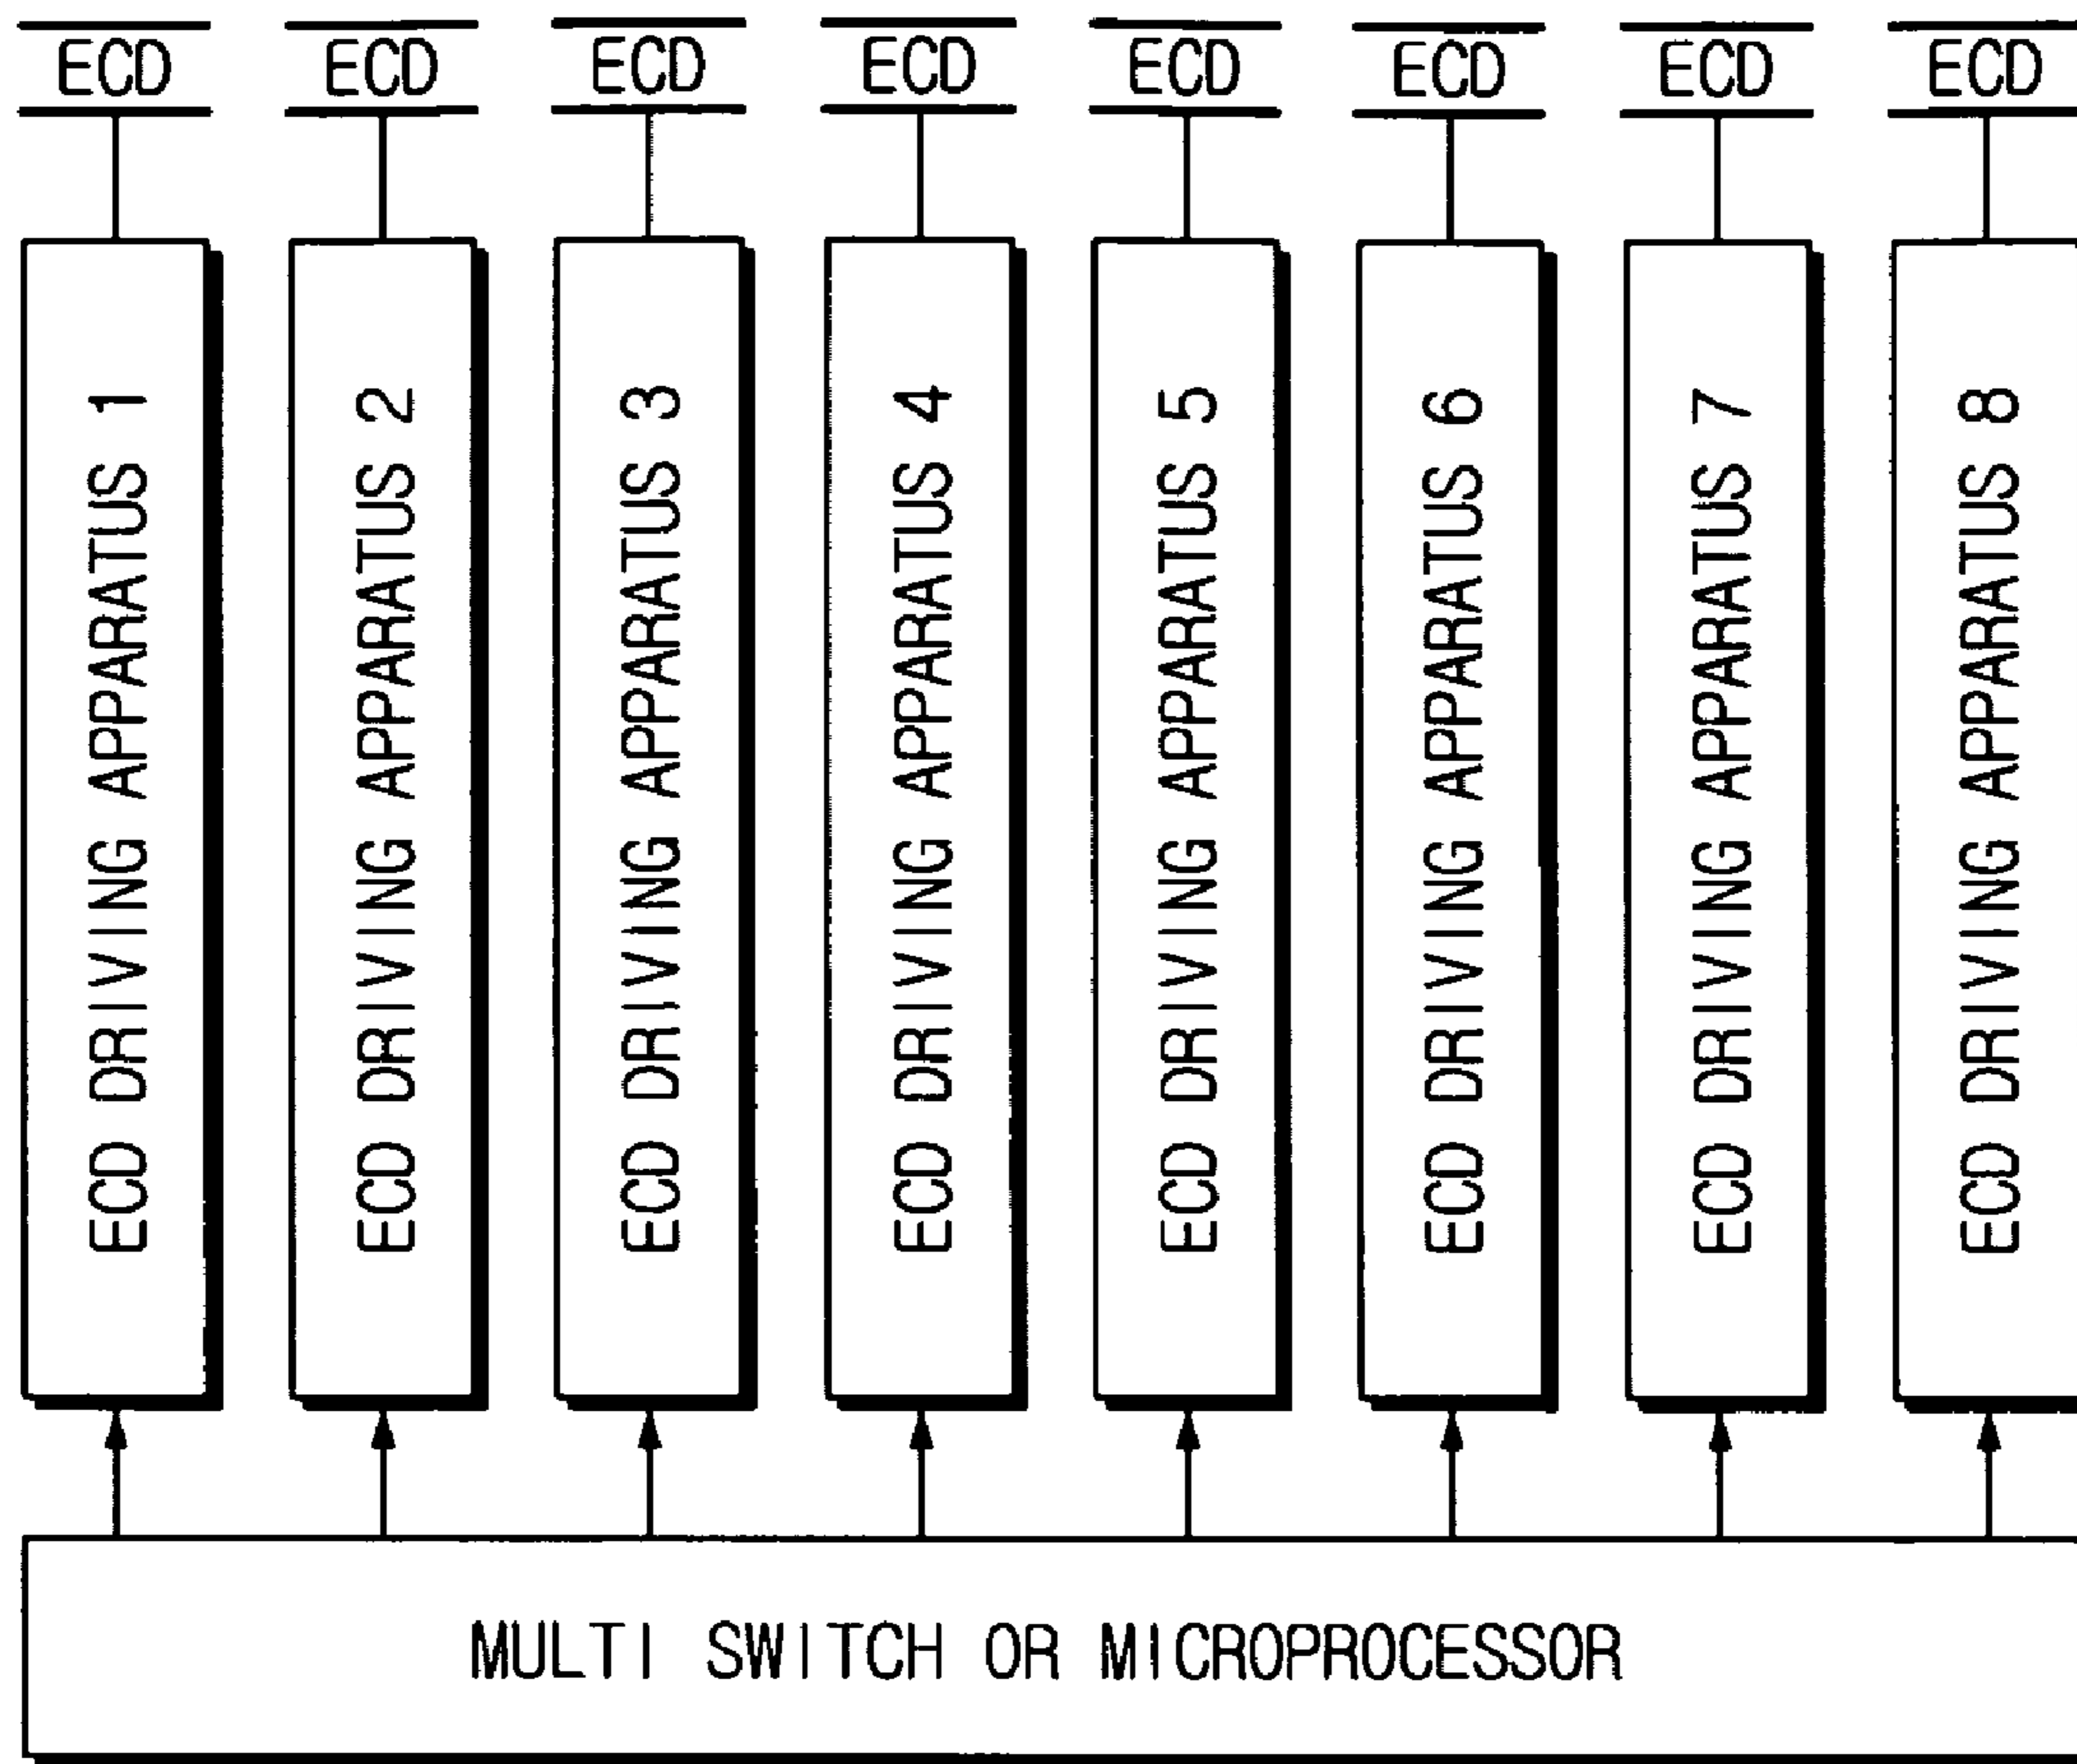 ECD ECD ECD ECD ECD ECD ECD ECD
ECD DRIVING APPARATUS 1
ECD DRIVING APPARATUS 2
ECD DRIVING APPARATUS 3
ECD DRIVING APPARATUS 4
ECD DRIVING APPARATUS 5
ECD DRIVING APPARATUS 6
ECD DRIVING APPARATUS 7
ECD DRIVING APPARATUS 8
MULTI SWITCH OR MICROPROCESSOR